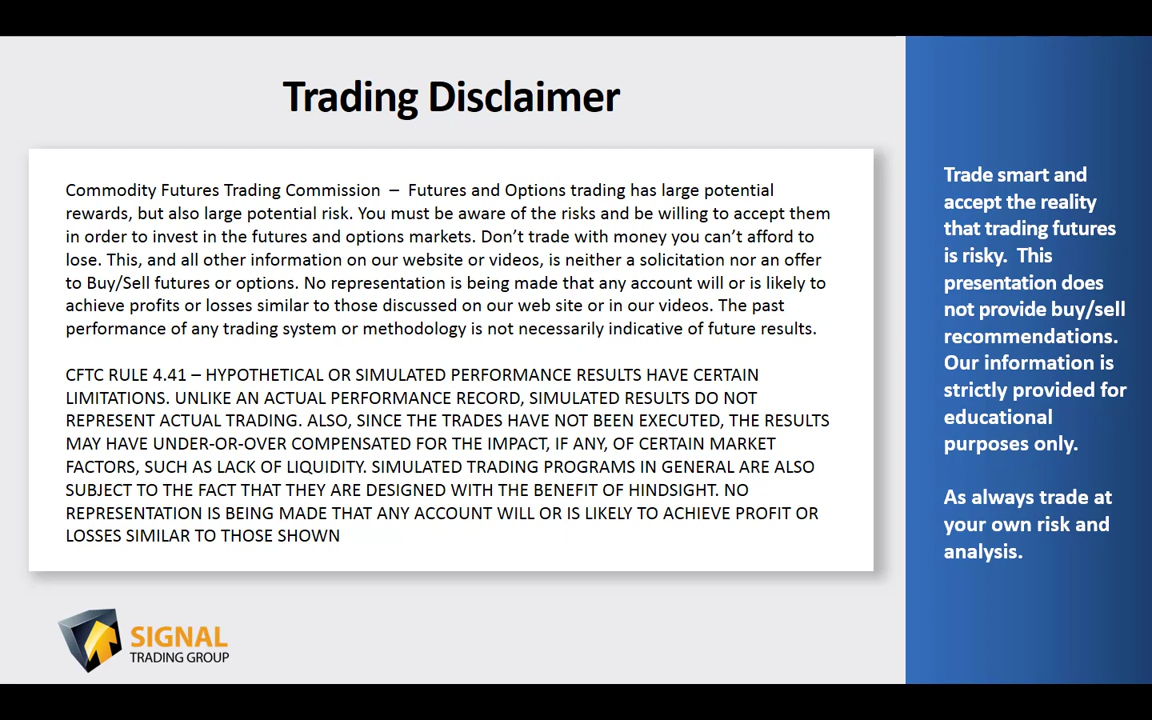 Trading Disclaimer
Commodity Futures Trading Commission – Futures and Options trading has large potential
rewards, but also large potential risk. You must be aware of the risks and be willing to accept them
in order to invest in the futures and options markets. Don’t trade with money you can’t afford to
lose. This, and all other information on our website or videos, is neither a solicitation nor an offer
to Buy/Sell futures or options. No representation is being made that any account will or is likely to
achieve profits or losses similar to those discussed on our web site or in our videos. The past
performance of any trading system or methodology is not necessarily indicative of future results.
CFTC RULE 4.41 – HYPOTHETICAL OR SIMULATED PERFORMANCE RESULTS HAVE CERTAIN
LIMITATIONS. UNLIKE AN ACTUAL PERFORMANCE RECORD, SIMULATED RESULTS DO NOT
REPRESENT ACTUAL TRADING. ALSO, SINCE THE TRADES HAVE NOT BEEN EXECUTED, THE RESULTS
MAY HAVE UNDER-OR-OVER COMPENSATED FOR THE IMPACT, IF ANY, OF CERTAIN MARKET
FACTORS, SUCH AS LACK OF LIQUIDITY. SIMULATED TRADING PROGRAMS IN GENERAL ARE ALSO
SUBJECT TO THE FACT THAT THEY ARE DESIGNED WITH THE BENEFIT OF HINDSIGHT. NO
REPRESENTATION IS BEING MADE THAT ANY ACCOUNT WILL OR IS LIKELY TO ACHIEVE PROFIT OR
LOSSES SIMILAR TO THOSE SHOWN
SIGNAL
TRADING GROUP
Trade smart and
accept the reality
that trading futures
is risky. This
presentation does
not provide buy/sell
recommendations.
Our information is
strictly provided for
educational
purposes only.
As always trade at
your own risk and
analysis.